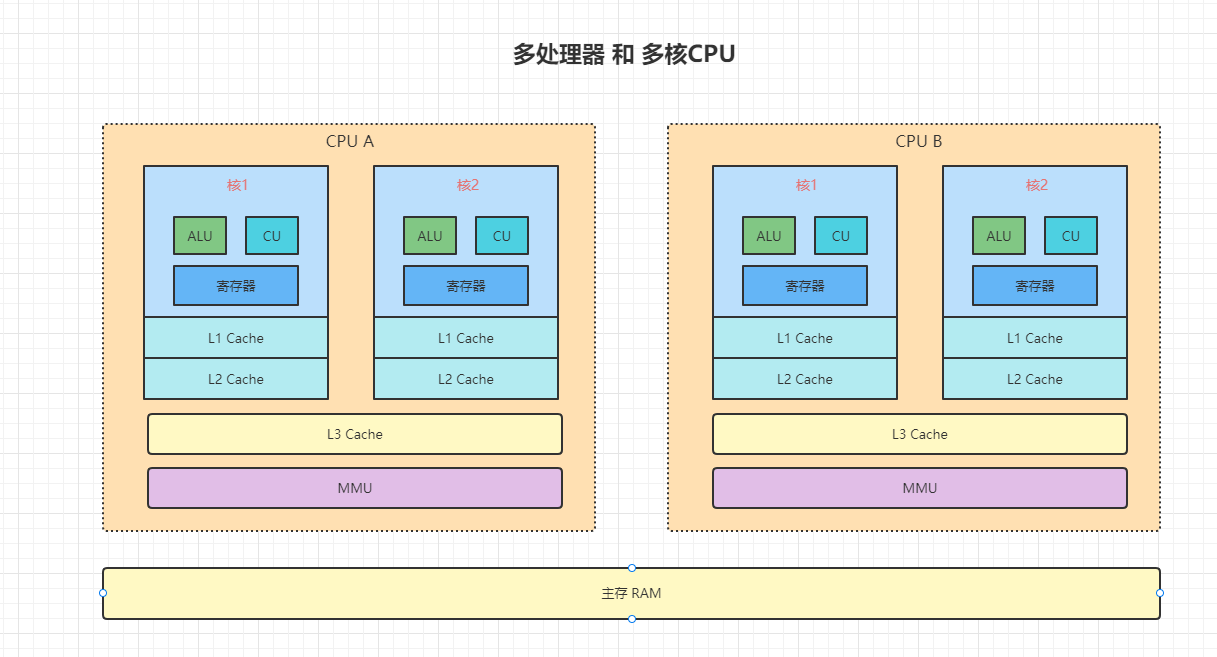 多处理器 和 多核CPU
CPU A
核1
ALU
CU
寄存器
L1 Cache
L2 Cache
核2
ALU
CU
寄存器
L1 Cache
L2 Cache
L3 Cache
MMU
CPU B
核1
ALU
CU
寄存器
L1 Cache
L2 Cache
核2
ALU
CU
寄存器
L1 Cache
L2 Cache
L3 Cache
MMU
主存 RAM